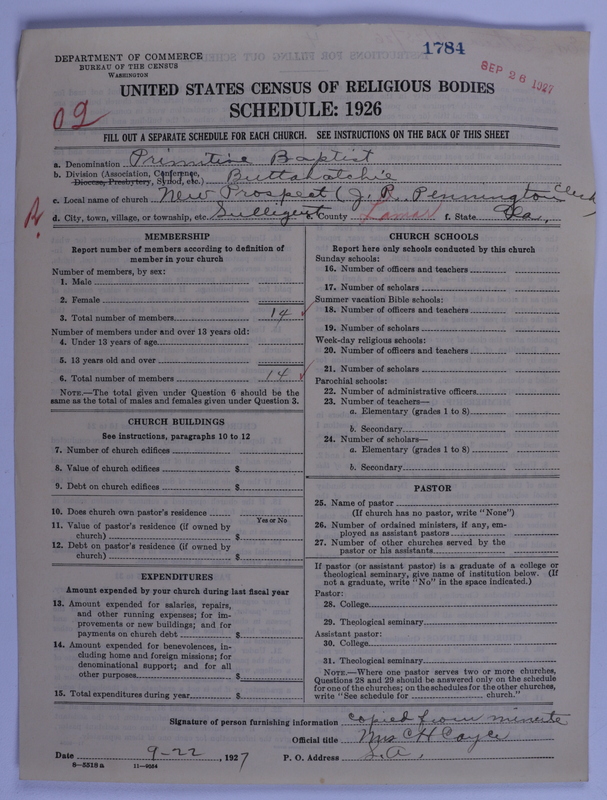 1784
DEPARTMENT OF COMMERCE
BUREAU OF THE CENSUS
WASHINGTON
SEP 26 1927
UNITED STATES CENSUS OF RELIGIOUS BODIES
SCHEDULE: 1926
FILL OUT A SEPARATE SCHEDULE FOR EACH CHURCH. SEE INSTRUCTIONS ON THE BACK OF THIS SHEET
a. Denomination Primitive Baptist
b. Division (Association, Conference, Diocese, Presbytery, Synod, etc.) Buttahatchie
c. Local name of church New Prospect (J. R. Pennington Clerk)
d. City, town, village, or township, etc. Sulligent e. County Lamar f. State Ala.
MEMBERSHIP
Report number of members according to definition of
member in your church
Number of members, by sex:
1. Male
2. Female
3. Total number of members 14
Number of members under and over 13 years old:
4. Under 13 years of age
5. 13 years old and over
6. Total number of members 14
NOTE.—The total given under Question 6 should be the
same as the total of males and females given under Question 3.
CHURCH BUILDINGS
See instructions, paragraphs 10 to 12
7. Number of church edifices
8. Value of church edifices $
9. Debt on church edifices $
10. Does church own pastor's residence
Yes or No
11. Value of pastor's residence (if owned by
church) $
12. Debt on pastor's residence (if owned by
church) $
EXPENDITURES
Amount expended by your church during last fiscal year
13. Amount expended for salaries, repairs,
and other running expenses; for im-
provements or new buildings; and for
payments on church debt $
14. Amount expended for benevolences, in-
cluding home and foreign missions; for
denominational support; and for all
other purposes $
15. Total expenditures during year $
CHURCH SCHOOLS
Report here only schools conducted by this church
Sunday schools:
16. Number of officers and teachers
17. Number of scholars
Summer vacation Bible schools:
18. Number of officers and teachers
19. Number of scholars
Week-day religious schools:
20. Number of officers and teachers
21. Number of scholars
Parochial schools:
22. Number of administrative officers
23. Number of teachers—
a. Elementary (grades 1 to 8)
b. Secondary
24. Number of scholars—
a. Elementary (grades 1 to 8)
b. Secondary
PASTOR
25. Name of pastor
(If church has no pastor, write "None")
26. Number of ordained ministers, if any, em-
ployed as assistant pastors
27. Number of other churches served by the
pastor or his assistants
If pastor (or assistant pastor) is a graduate of a college or
theological seminary, give name of institution below. (If
not a graduate, write "No" in the space indicated.)
Pastor:
28. College
29. Theological seminary
Assistant pastor:
30. College
31. Theological seminary
NOTE.—Where one pastor serves two or more churches,
Questions 28 and 29 should be answered only on the schedule
for one of the churches; on the schedules for the other churches,
write "See schedule for church."
Signature of person furnishing information copied from minute
Official title Mrs C H Cayce
Date 9-22, 1927 P. O. Address S.A.
8—5318a 11—9034